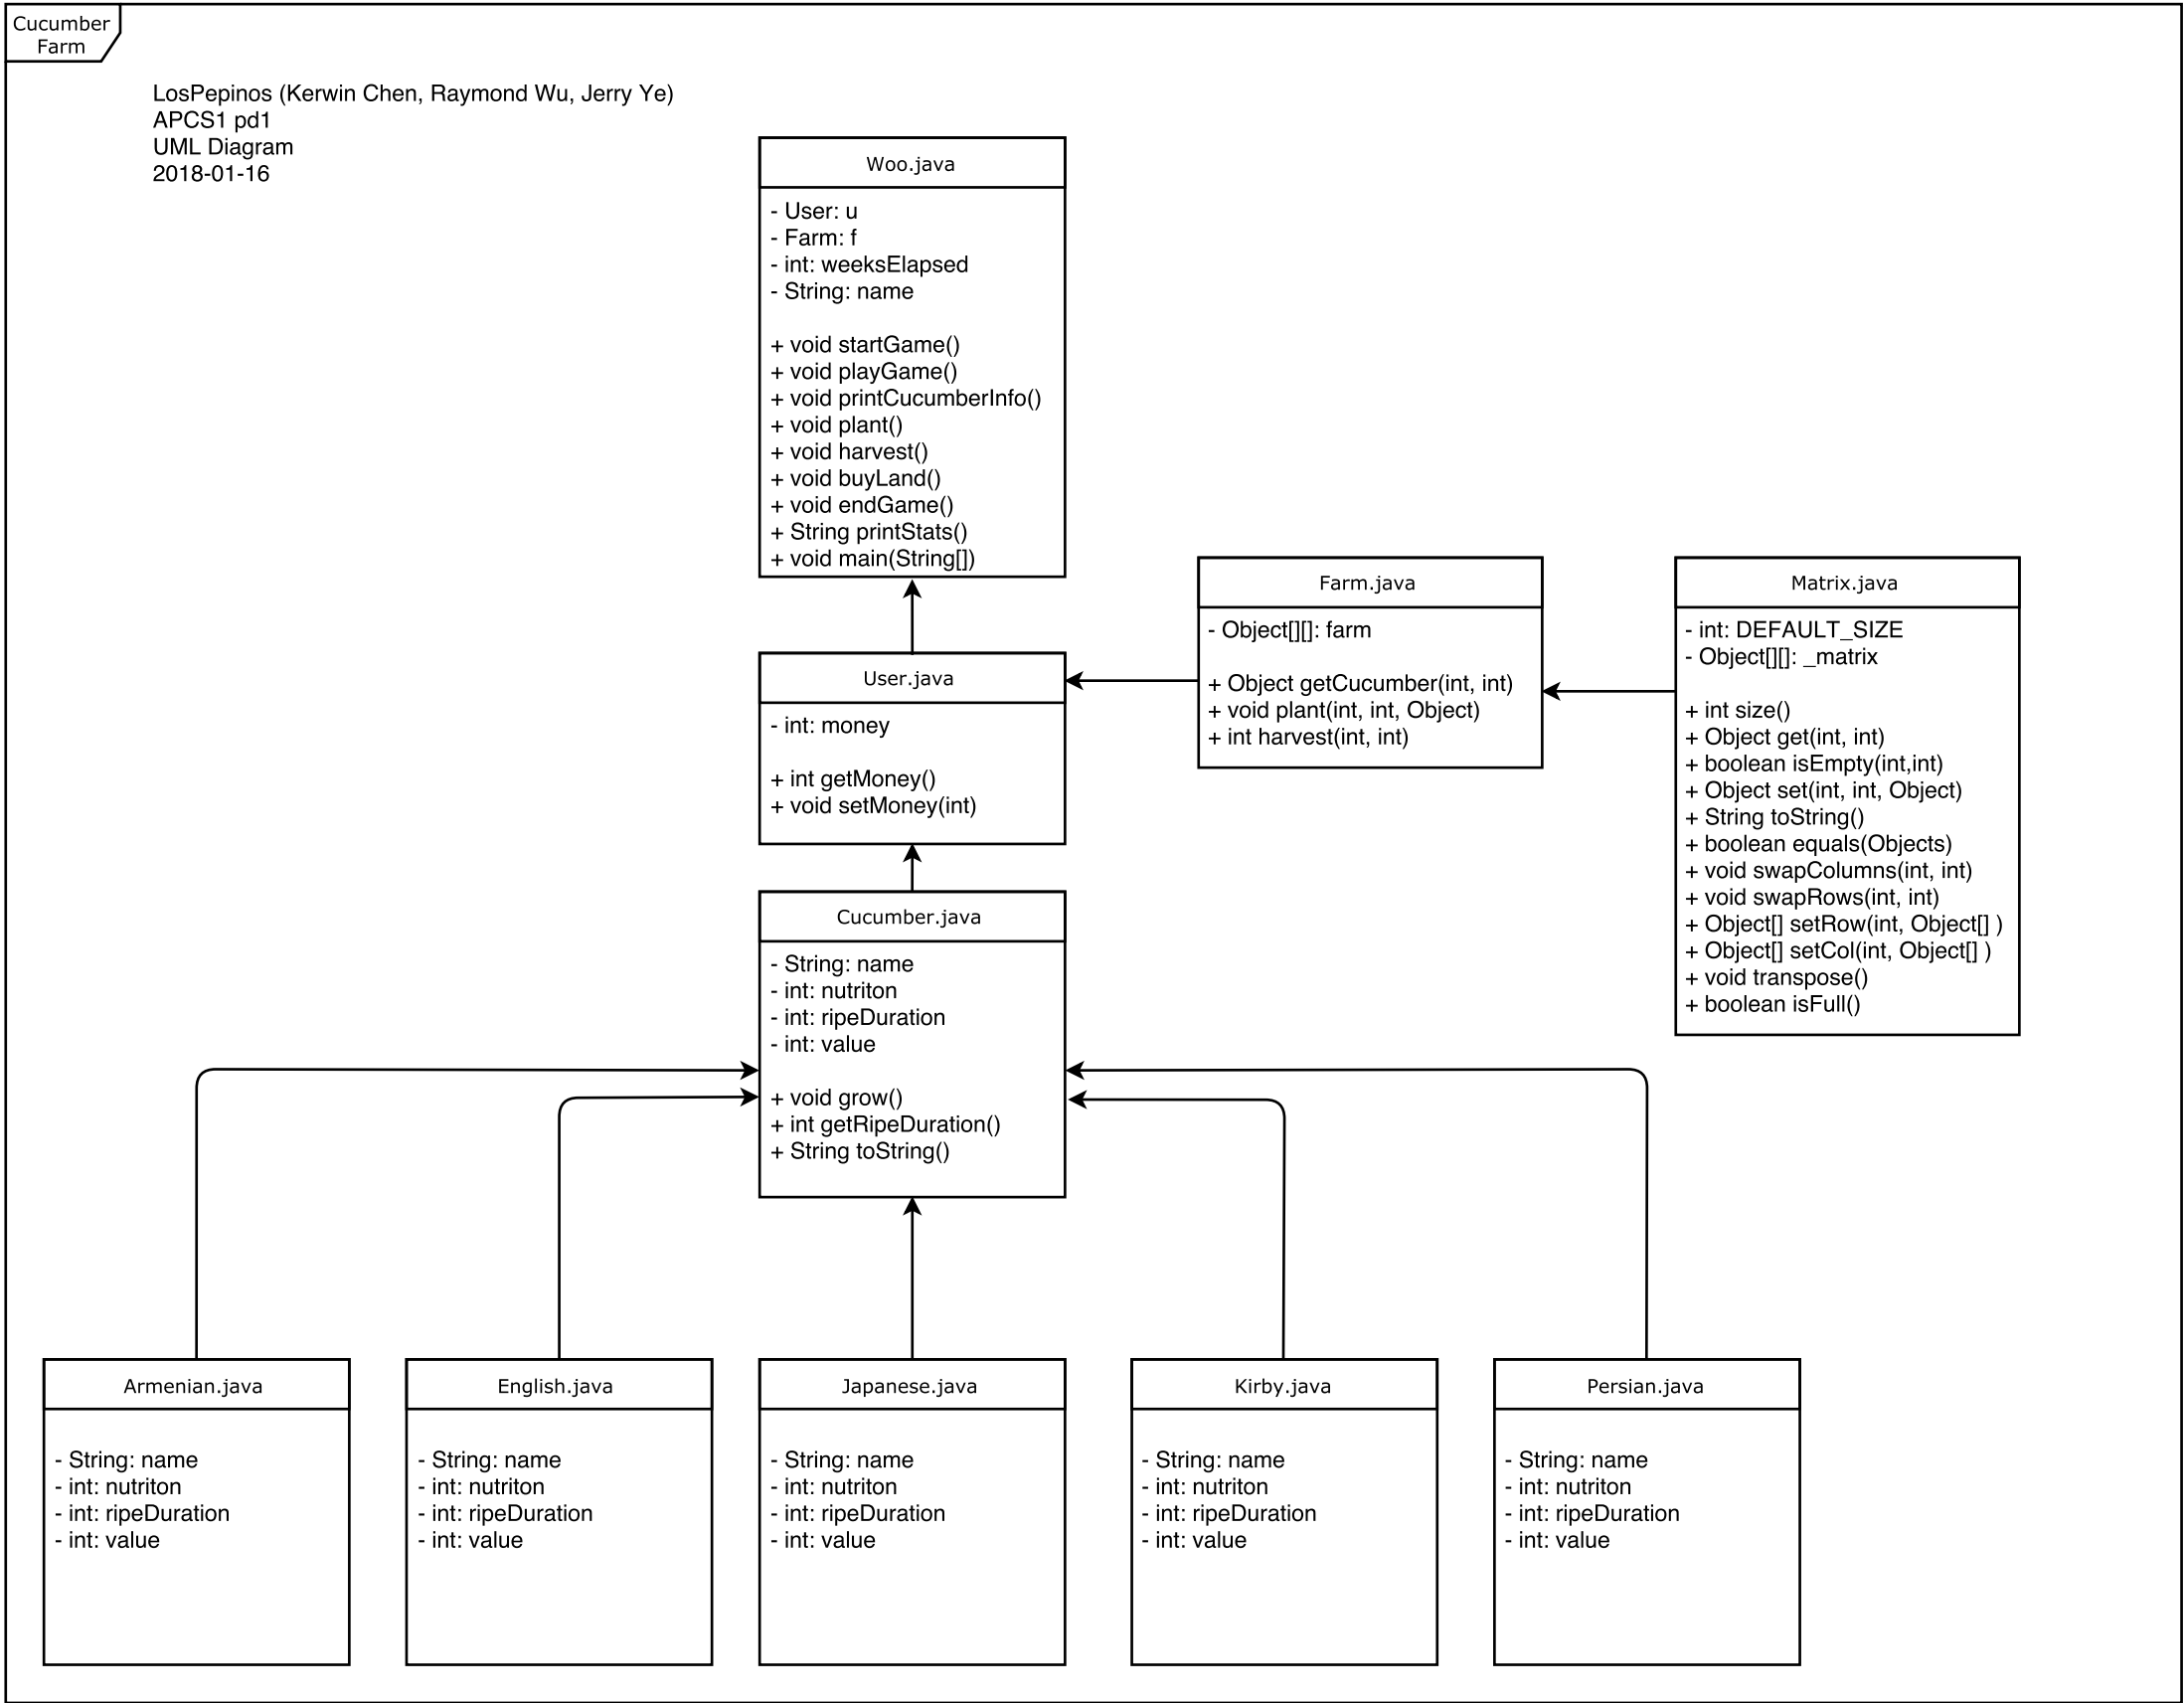 Cucumber
Farm
LosPepinos (Kerwin Chen, Raymond Wu, Jerry Ye)
APCS1 pd1
UML Diagram
2018-01-16
Woo.java
- User: u
- Farm: f
- int: weeksElapsed
- String: name
+ void startGame()
+ void playGame()
+ void printCucumberInfo()
+ void plant()
+ void harvest()
+ void buyLand()
+ void endGame()
+ String printStats()
+ void main(String[])
User.java
- int: money
+ int getMoney()
+ void setMoney(int)
Farm.java
- Object[][]: farm
+ Object getCucumber(int, int)
+ void plant(int, int, Object)
+ int harvest(int, int)
Matrix.java
- int: DEFAULT_SIZE
- Object[][]: _matrix
+ int size()
+ Object get(int, int)
+ boolean isEmpty(int,int)
+ Object set(int, int, Object)
+ String toString()
+ boolean equals(Objects)
+ void swapColumns(int, int)
+ void swapRows(int, int)
+ Object[] setRow(int, Object[] )
+ Object[] setCol(int, Object[] )
+ void transpose()
+ boolean isFull()
Cucumber.java
- String: name
- int: nutriton
- int: ripeDuration
- int: value
+ void grow()
+ int getRipeDuration()
+ String toString()
Armenian.java
- String: name
- int: nutriton
- int: ripeDuration
- int: value
English.java
- String: name
- int: nutriton
- int: ripeDuration
- int: value
Japanese.java
- String: name
- int: nutriton
- int: ripeDuration
- int: value
Kirby.java
- String: name
- int: nutriton
- int: ripeDuration
- int: value
Persian.java
- String: name
- int: nutriton
- int: ripeDuration
- int: value